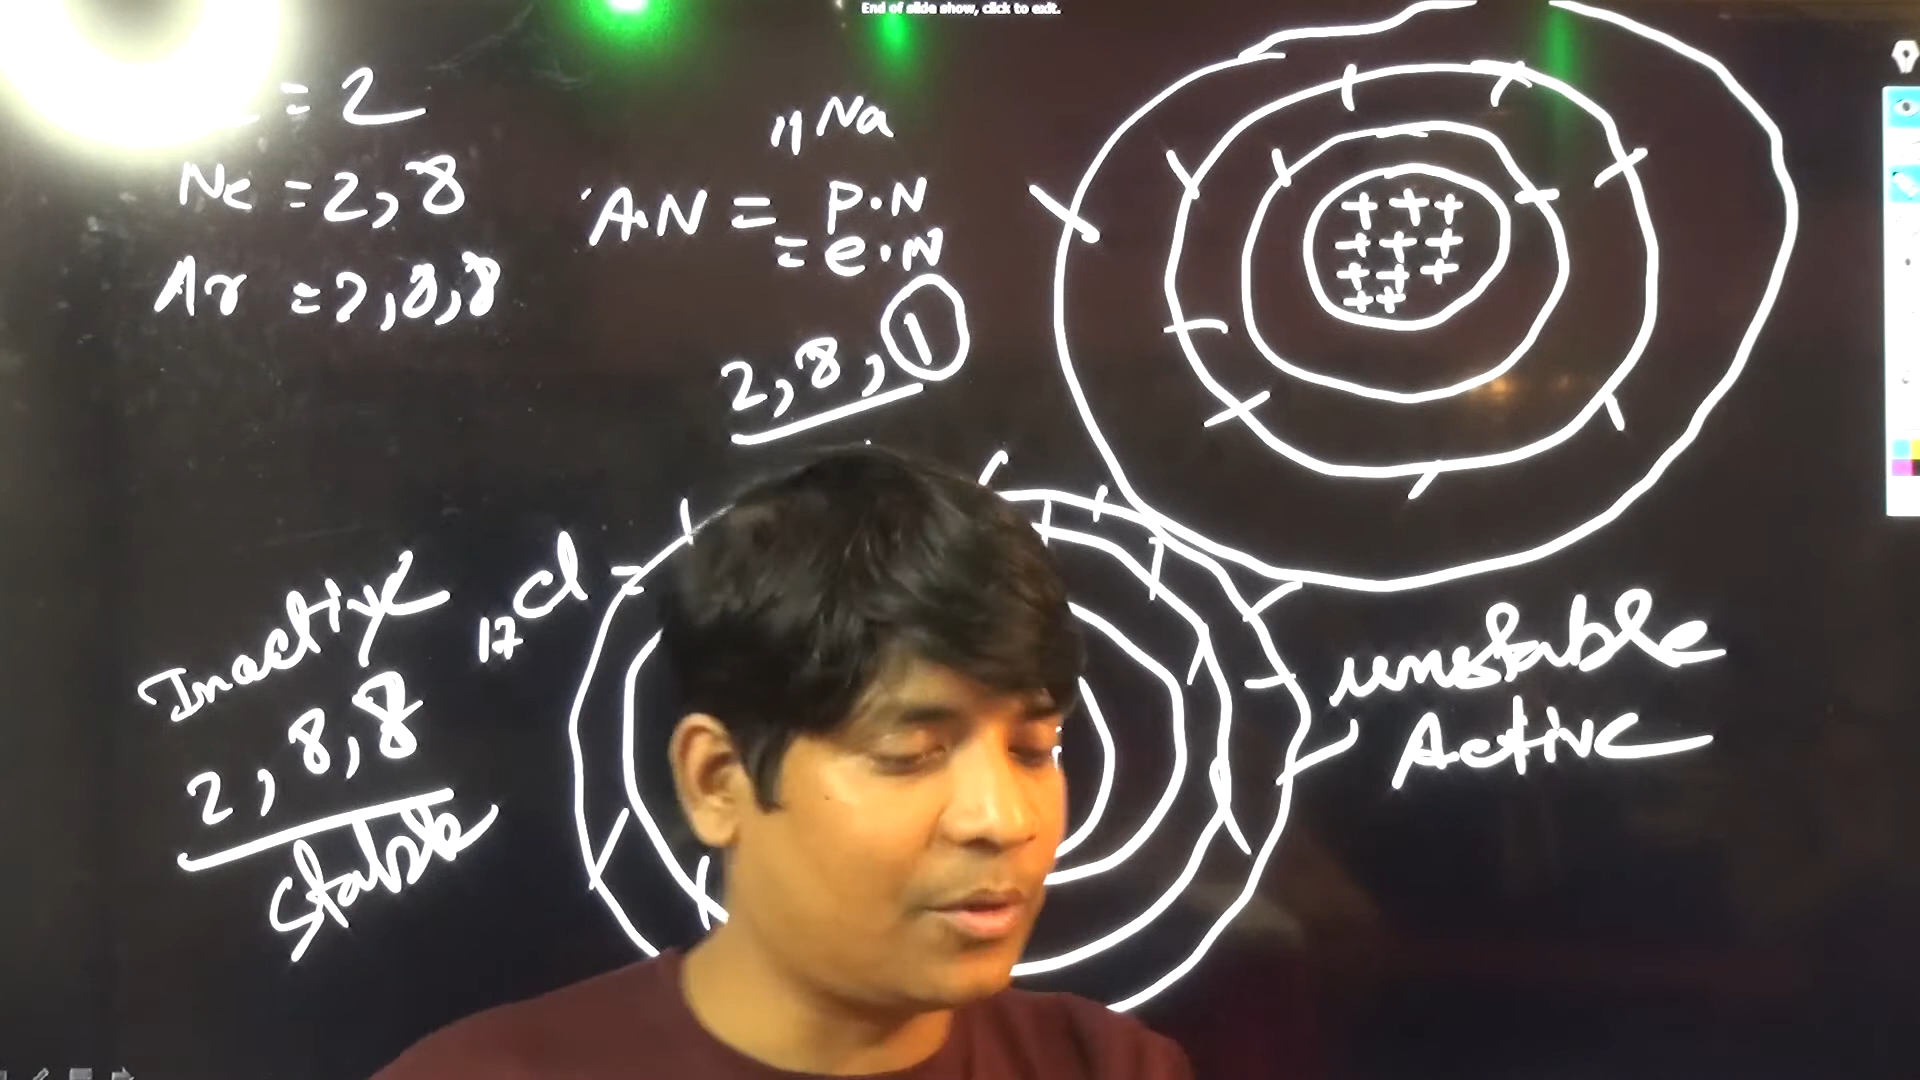 End of slide show, click to exit.
= 2
Ne = 2,8
Ar = 2,8,8
11Na
A.N = P.N
= e.N
2,8,1
17Cl
Inactive
2,8,8
Stable
unstable
Active